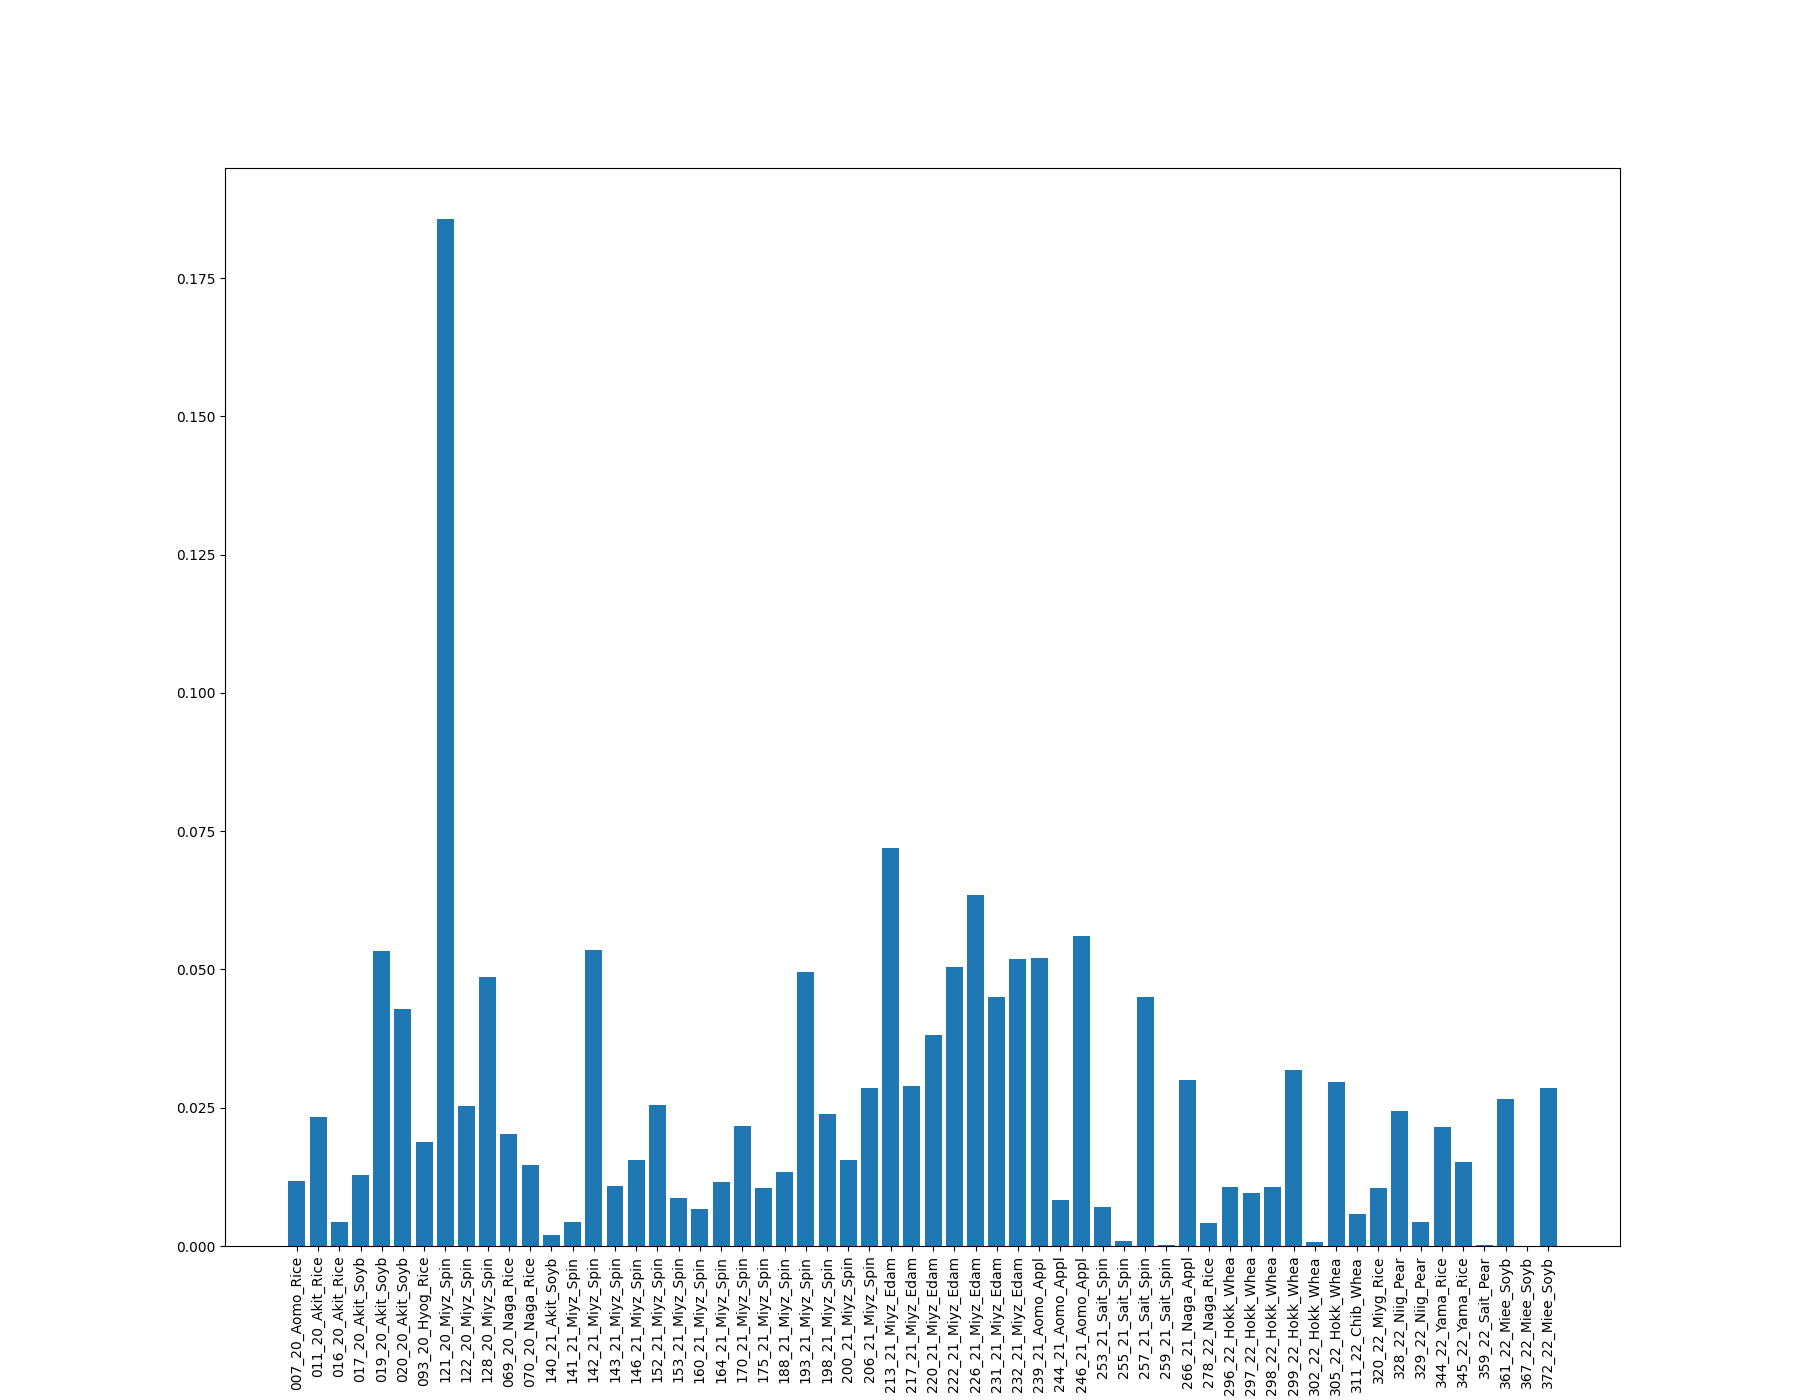 0.175
0.150
0.125
0.100
0.075
0.050
0.025
0.000
007_20_Aomo_Rice
011_20_Akit_Rice
016_20_Akit_Rice
017_20_Akit_Soyb
019_20_Akit_Soyb
020_20_Akit_Soyb
093_20_Hyog_Rice
121_20_Miyz_Spin
122_20_Miyz_Spin
128_20_Miyz_Spin
069_20_Naga_Rice
070_20_Naga_Rice
140_21_Akit_Soyb
141_21_Miyz_Spin
142_21_Miyz_Spin
143_21_Miyz_Spin
146_21_Miyz_Spin
152_21_Miyz_Spin
153_21_Miyz_Spin
160_21_Miyz_Spin
164_21_Miyz_Spin
170_21_Miyz_Spin
175_21_Miyz_Spin
188_21_Miyz_Spin
193_21_Miyz_Spin
198_21_Miyz_Spin
200_21_Miyz_Spin
206_21_Miyz_Spin
213_21_Miyz_Edam
217_21_Miyz_Edam
220_21_Miyz_Edam
222_21_Miyz_Edam
226_21_Miyz_Edam
231_21_Miyz_Edam
232_21_Miyz_Edam
239_21_Aomo_Appl
244_21_Aomo_Appl
246_21_Aomo_Appl
253_21_Sait_Spin
255_21_Sait_Spin
257_21_Sait_Spin
259_21_Sait_Spin
266_21_Naga_Appl
278_22_Naga_Rice
296_22_Hokk_Whea
297_22_Hokk_Whea
298_22_Hokk_Whea
299_22_Hokk_Whea
302_22_Hokk_Whea
305_22_Hokk_Whea
311_22_Chib_Whea
320_22_Miyg_Rice
328_22_Niig_Pear
329_22_Niig_Pear
344_22_Yama_Rice
345_22_Yama_Rice
359_22_Sait_Pear
361_22_Miee_Soyb
367_22_Miee_Soyb
372_22_Miee_Soyb